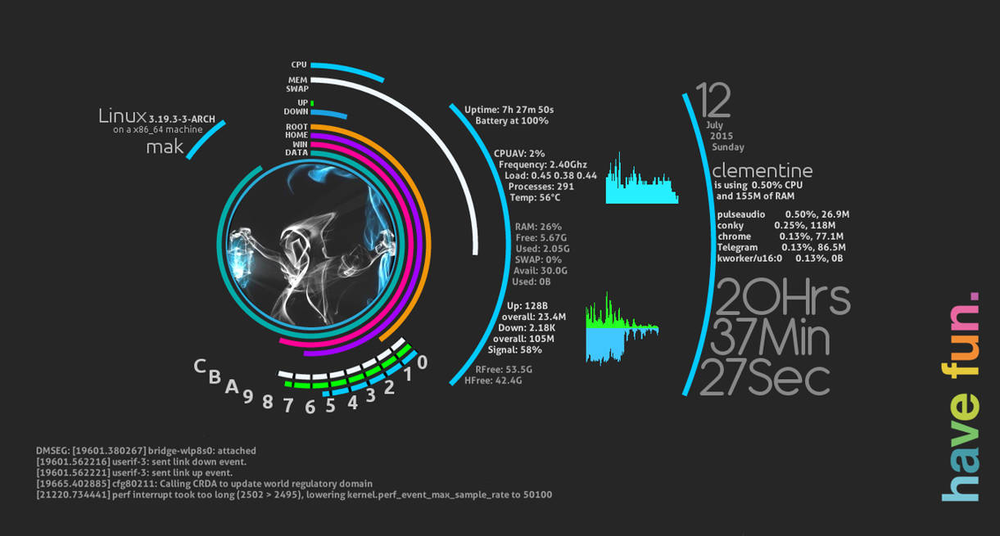 CPU
MEM
SWAP
UP
DOWN
ROOT
HOME
WIN
DATA
Linux 3.19.3-3-ARCH
on a x86_64 machine
mak
Uptime: 7h 27m 50s
Battery at 100%
CPUAV: 2%
Frequency: 2.40Ghz
Load: 0.45 0.38 0.44
Processes: 291
Temp: 56°C
RAM: 26%
Free: 5.67G
Used: 2.05G
SWAP: 0%
Avail: 30.0G
Used: 0B
Up: 128B
overall: 23.4M
Down: 2.18K
overall: 105M
Signal: 58%
RFree: 53.5G
HFree: 42.4G
12
July
2015
Sunday
clementine
is using 0.50% CPU
and 155M of RAM
pulseaudio 0.50%, 26.9M
conky 0.25%, 118M
chrome 0.13%, 77.1M
Telegram 0.13%, 86.5M
kworker/u16:0 0.13%, 0B
20Hrs
37Min
27Sec
have fun.
C B A 9 8 7 6 5 4 3 2 1 0
DMSEG: [19601.380267] bridge-wlp8s0: attached
[19601.562216] userif-3: sent link down event.
[19601.562221] userif-3: sent link up event.
[19665.402885] cfg80211: Calling CRDA to update world regulatory domain
[21220.734441] perf interrupt took too long (2502 > 2495), lowering kernel.perf_event_max_sample_rate to 50100